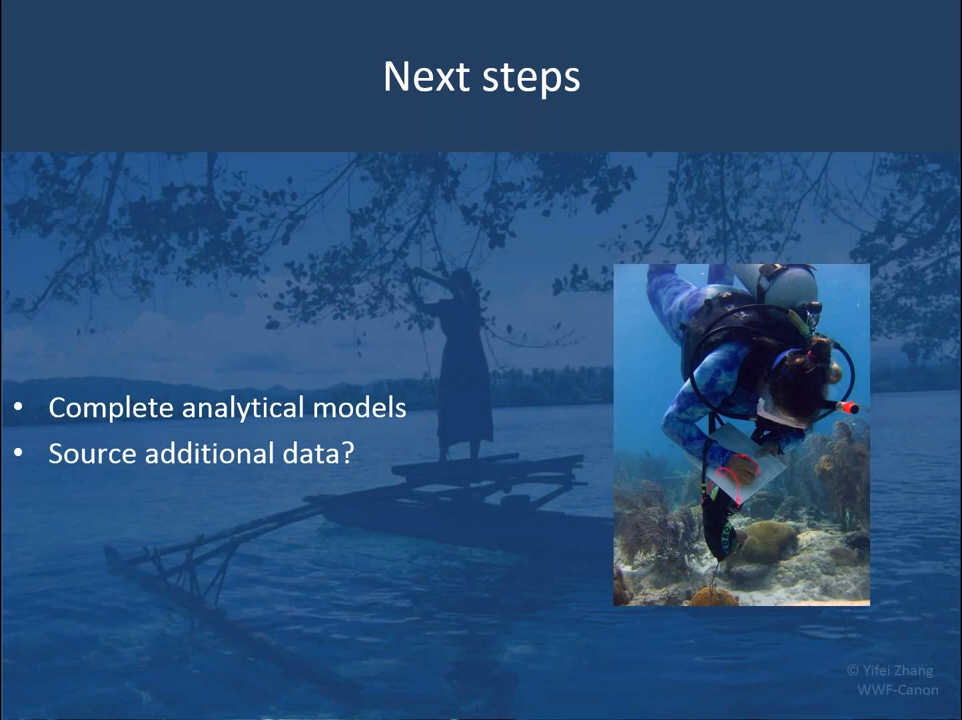 Next steps
• Complete analytical models
• Source additional data?
© Yifei Zhang
WWF-Canon